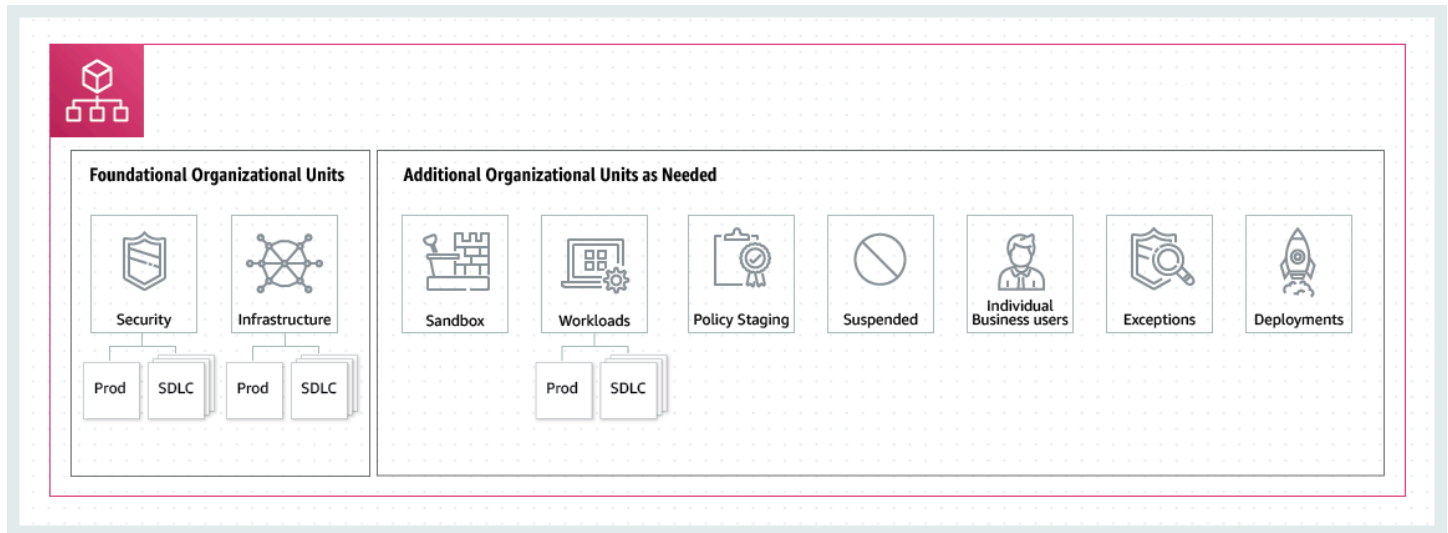 Foundational Organizational Units
Additional Organizational Units as Needed
Security
Infrastructure
Sandbox
Workloads
Policy Staging
Suspended
Individual
Business users
Exceptions
Deployments
Prod
SDLC
Prod
SDLC
Prod
SDLC